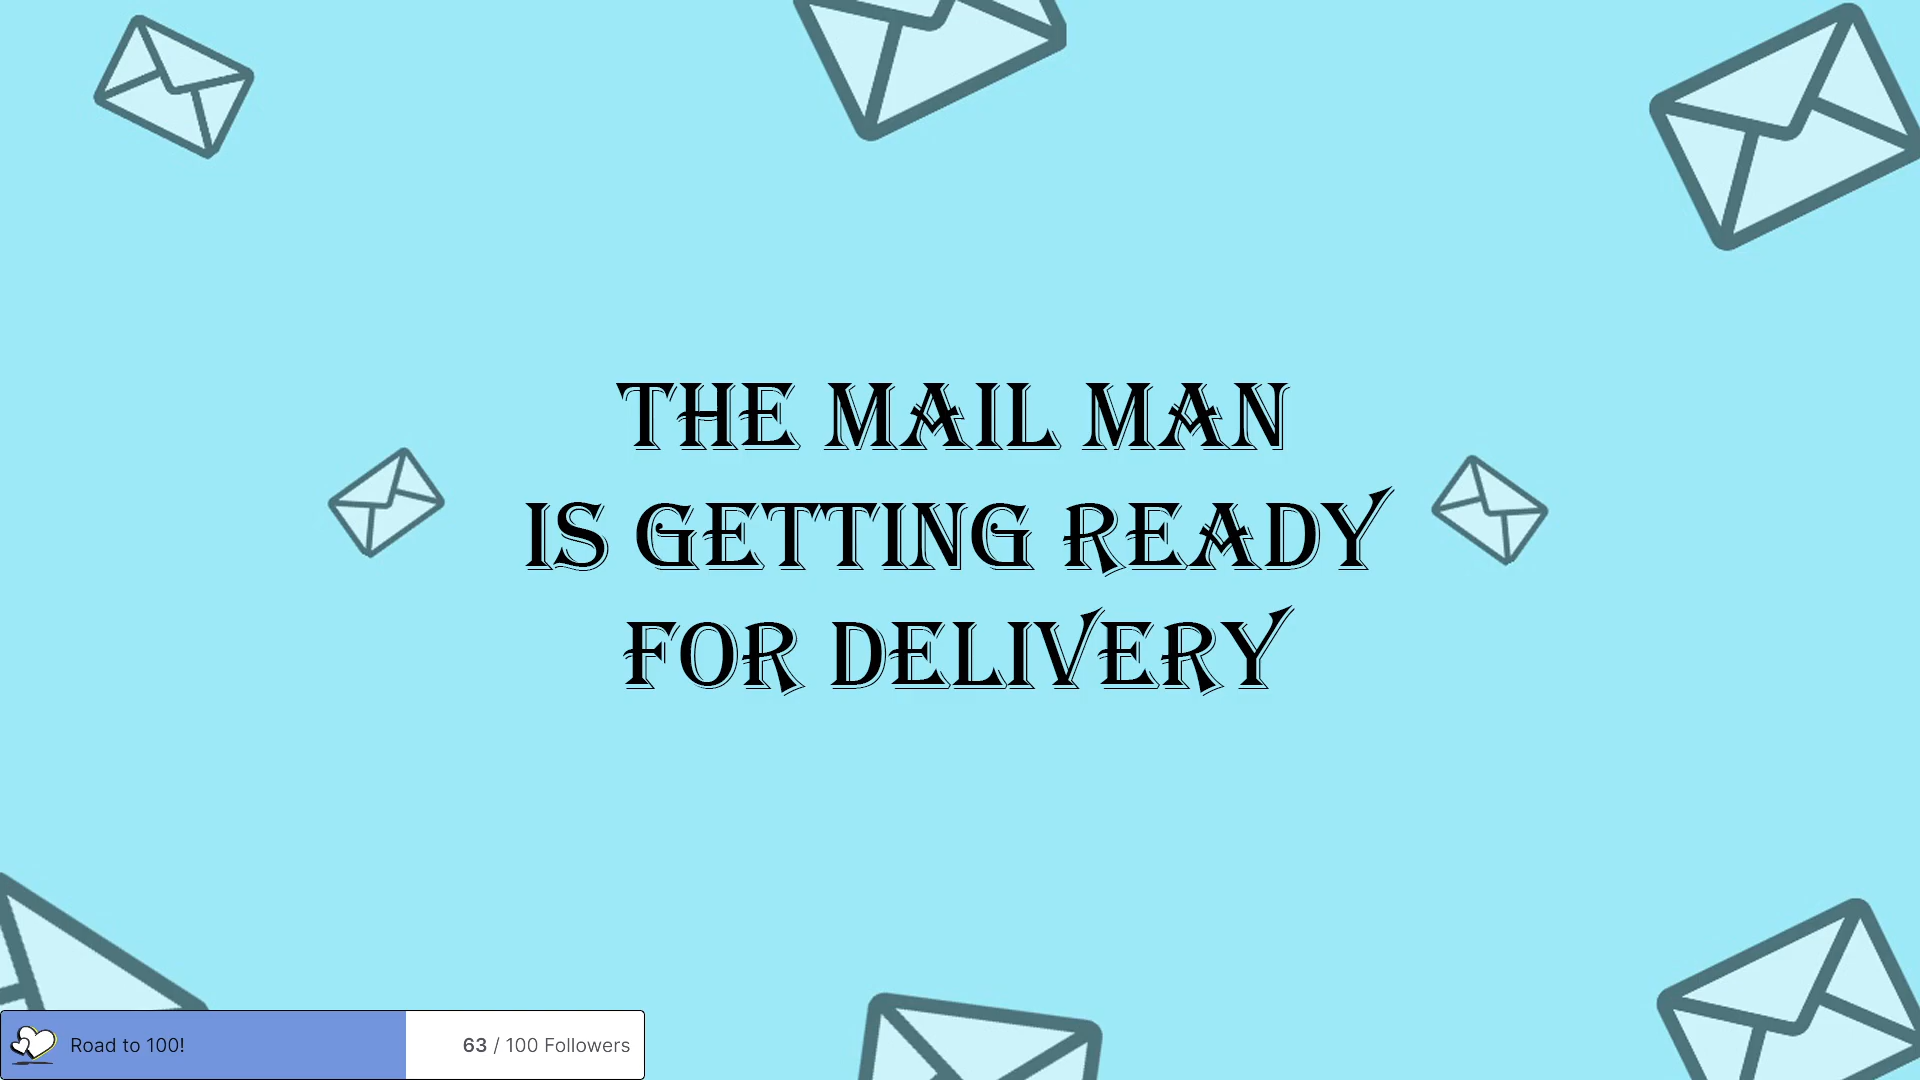 THE MAIL MAN
IS GETTING READY
FOR DELIVERY
Road to 100!
63 / 100 Followers